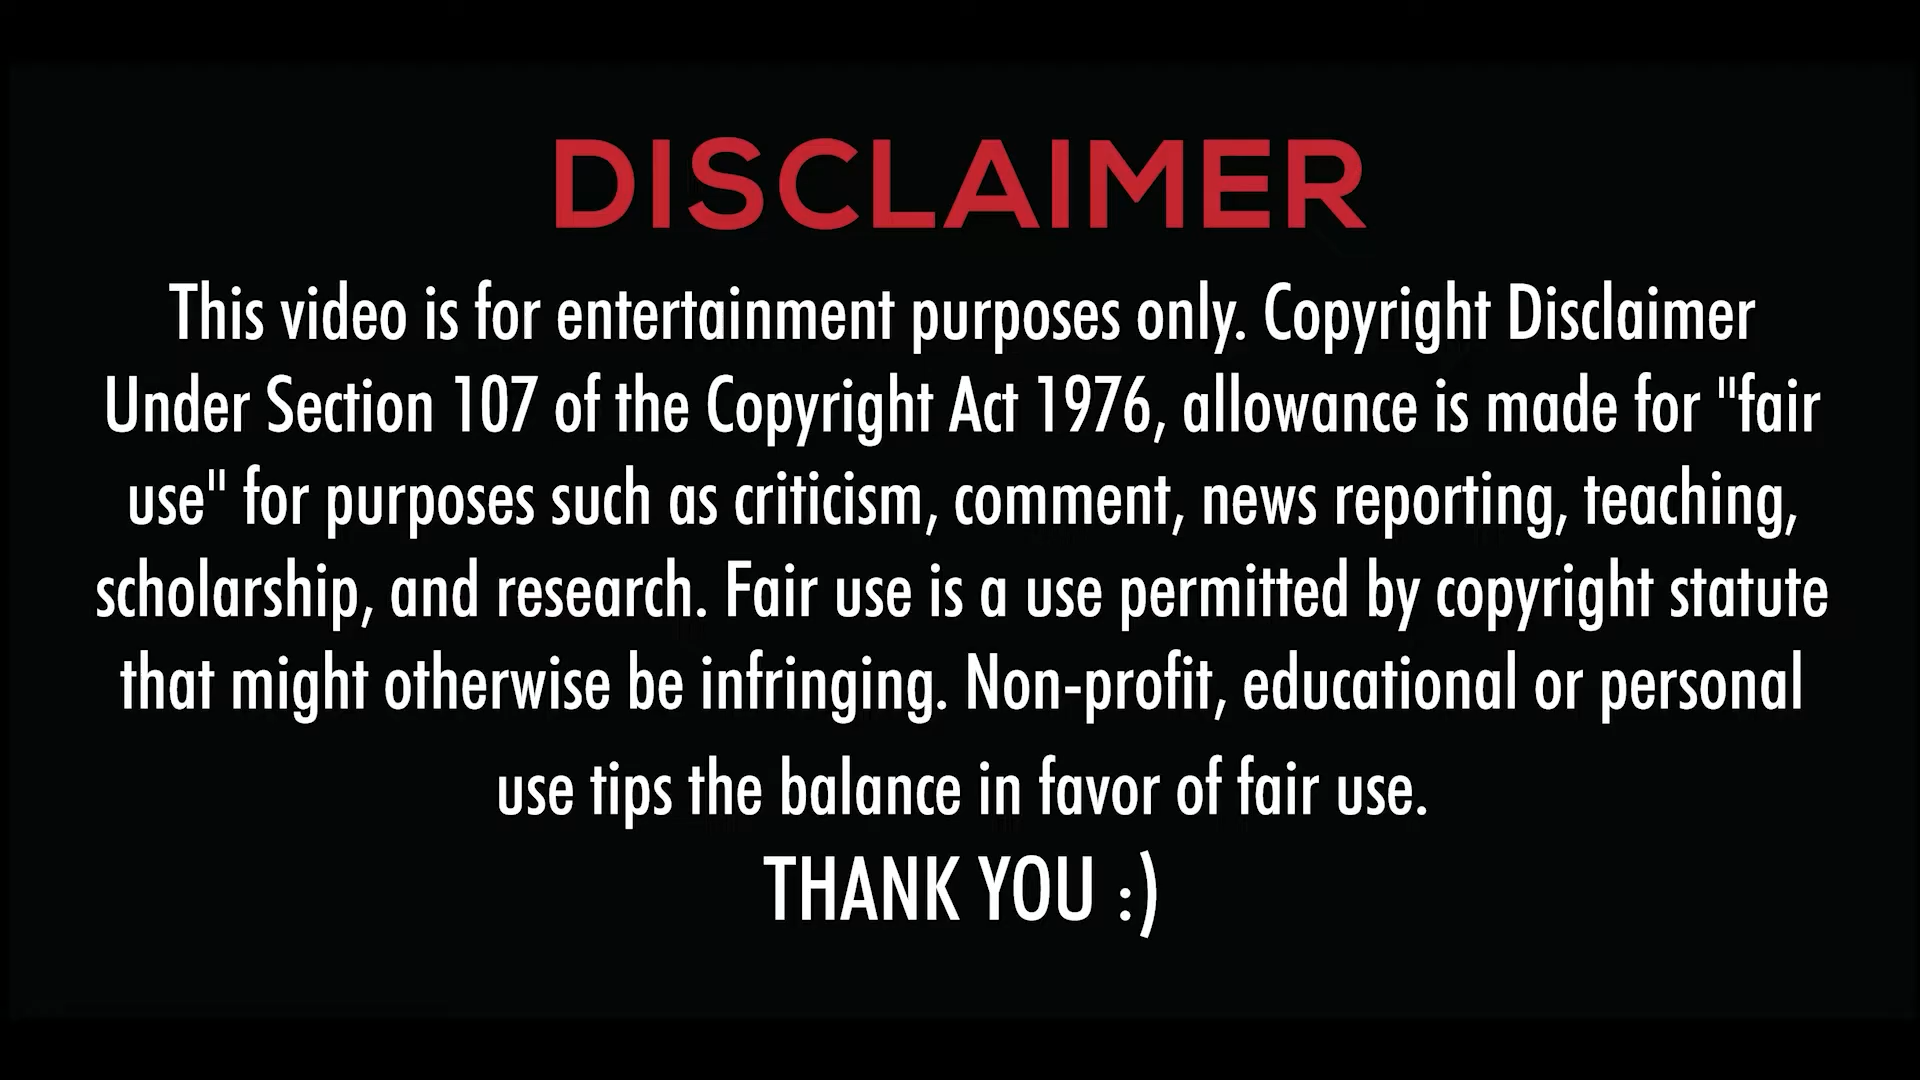 DISCLAIMER
This video is for entertainment purposes only. Copyright Disclaimer
Under Section 107 of the Copyright Act 1976, allowance is made for "fair
use" for purposes such as criticism, comment, news reporting, teaching,
scholarship, and research. Fair use is a use permitted by copyright statute
that might otherwise be infringing. Non-profit, educational or personal
use tips the balance in favor of fair use.
THANK YOU :)